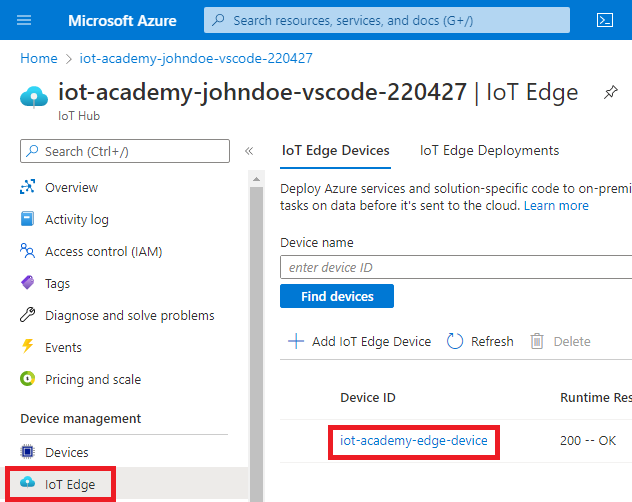 Microsoft Azure
Search resources, services, and docs (G+/)
Home > iot-academy-johndoe-vscode-220427
iot-academy-johndoe-vscode-220427 | IoT Edge
IoT Hub
Search (Ctrl+/)
«
Overview
Activity log
Access control (IAM)
Tags
Diagnose and solve problems
Events
Pricing and scale
Device management
Devices
IoT Edge
IoT Edge Devices
IoT Edge Deployments
Deploy Azure services and solution-specific code to on-premi
tasks on data before it's sent to the cloud. Learn more
Device name
enter device ID
Find devices
Add IoT Edge Device
Refresh
Delete
Device ID
Runtime Res
iot-academy-edge-device
200 -- OK